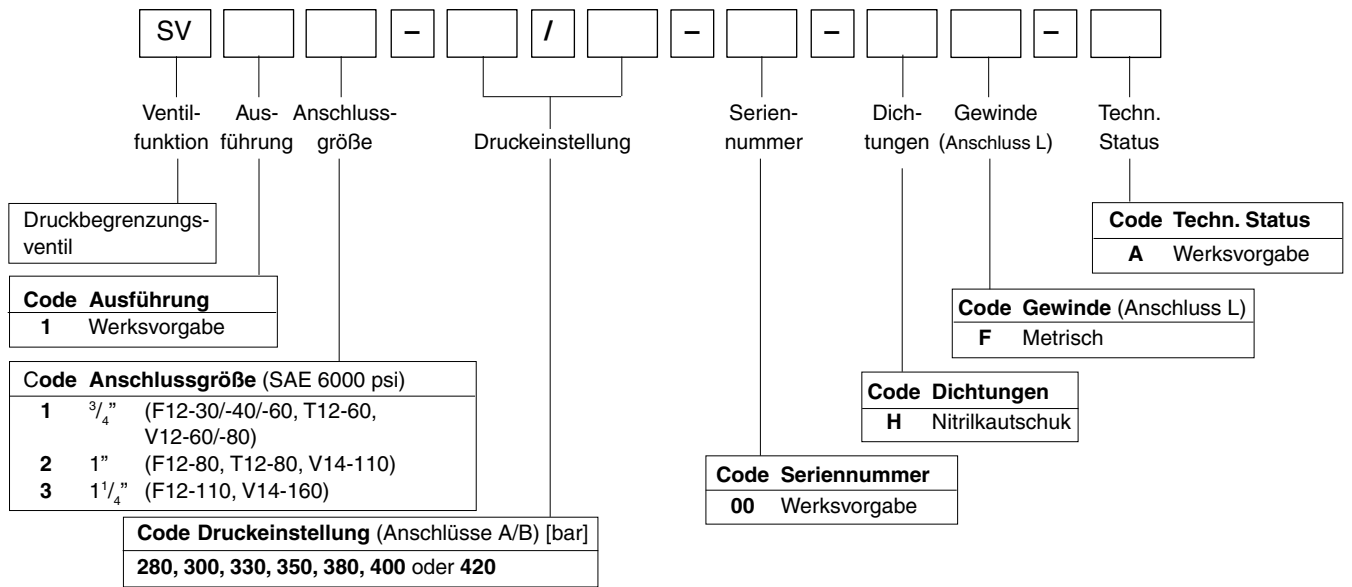 SV – / – – –
Ventil- Aus- Anschluss- Serien- Dich- Gewinde Techn.
funktion führung größe Druckeinstellung nummer tungen (Anschluss L) Status
Druckbegrenzungs-
ventil
Code Techn. Status
A Werksvorgabe
Code Ausführung
1 Werksvorgabe
Code Gewinde (Anschluss L)
F Metrisch
Code Anschlussgröße (SAE 6000 psi)
1 3/4” (F12-30/-40/-60, T12-60,
V12-60/-80)
2 1” (F12-80, T12-80, V14-110)
3 1 1/4” (F12-110, V14-160)
Code Dichtungen
H Nitrilkautschuk
Code Seriennummer
00 Werksvorgabe
Code Druckeinstellung (Anschlüsse A/B) [bar]
280, 300, 330, 350, 380, 400 oder 420